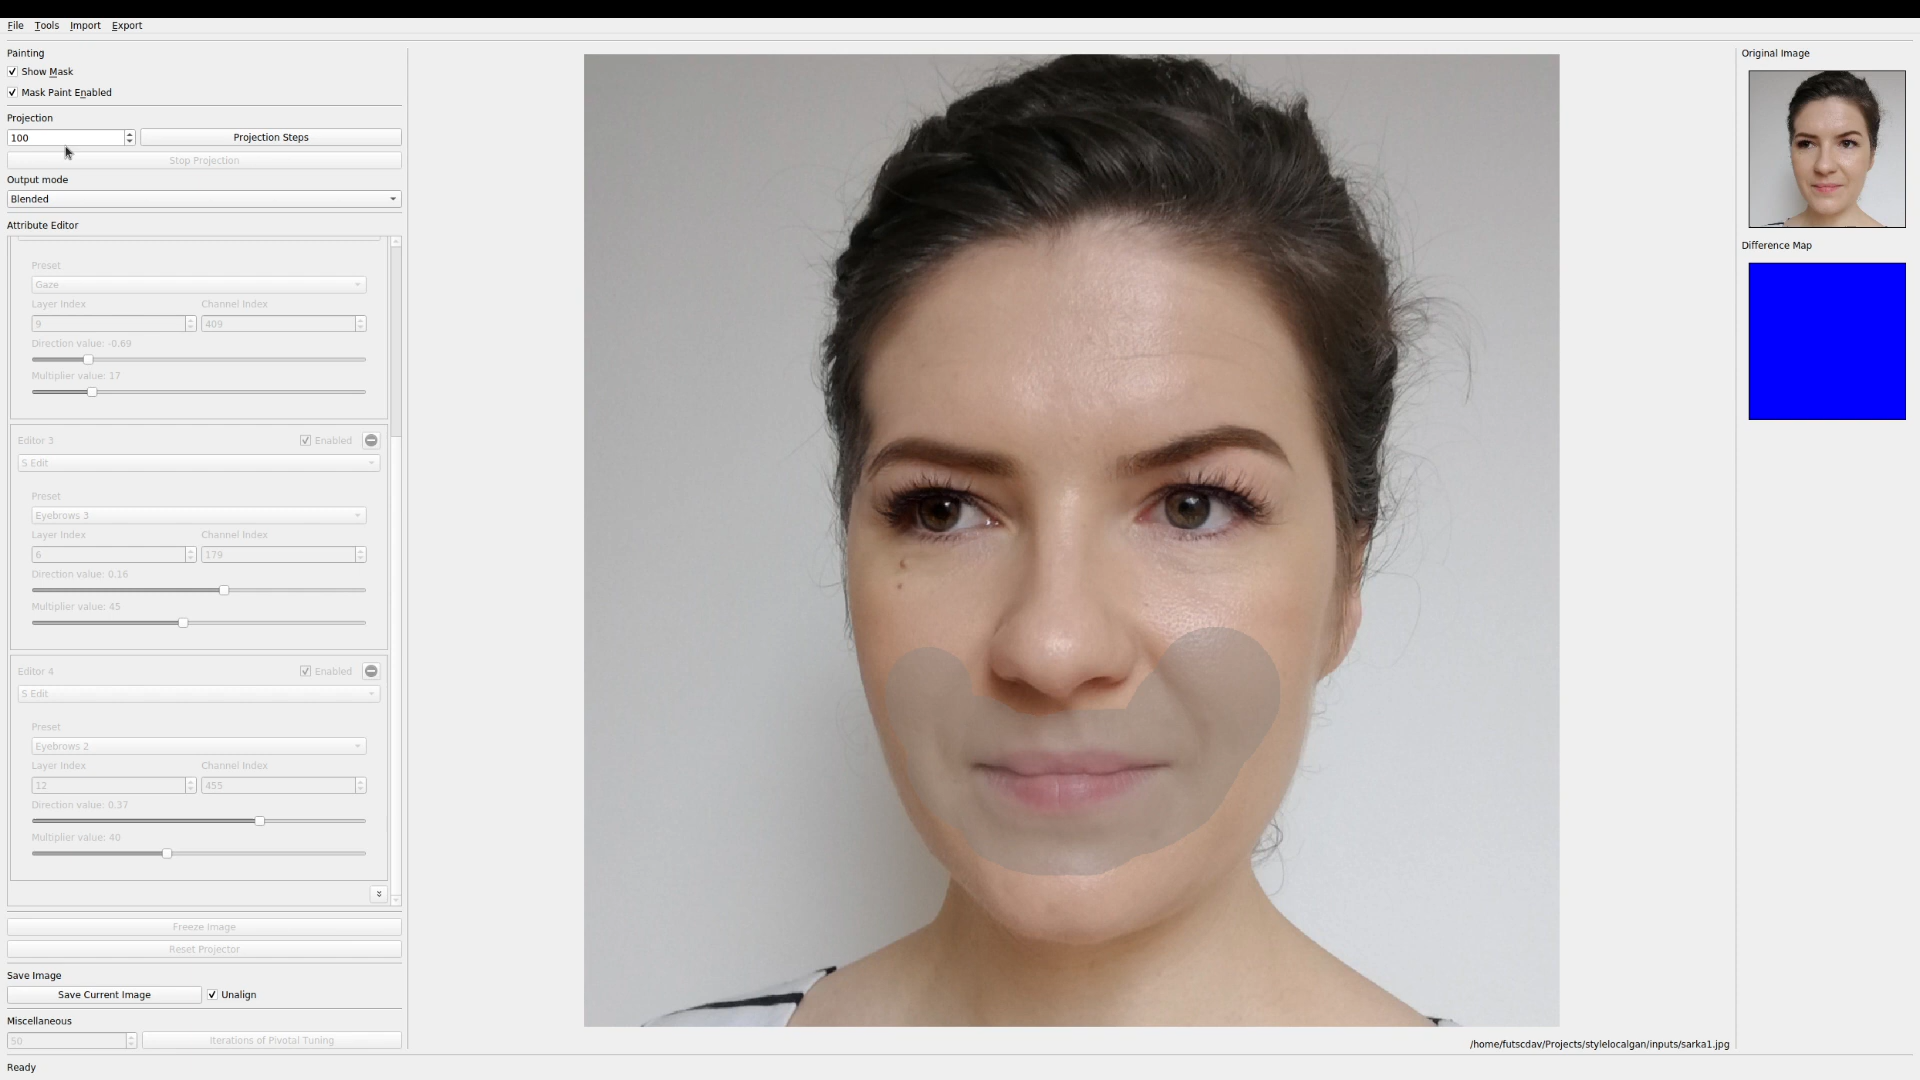 File Tools Import Export
Painting
Show Mask
Mask Paint Enabled
Projection
100 Projection Steps
Stop Projection
Output mode
Blended
Attribute Editor
Preset
Gaze
Layer Index Channel Index
9 409
Direction value: -0.69
Multiplier value: 17
Editor 3 Enabled
S Edit
Preset
Eyebrows 3
Layer Index Channel Index
6 179
Direction value: 0.16
Multiplier value: 45
Editor 4 Enabled
S Edit
Preset
Eyebrows 2
Layer Index Channel Index
12 455
Direction value: 0.37
Multiplier value: 40
Freeze Image
Reset Projector
Save Image
Save Current Image Unalign
Miscellaneous
50 Iterations of Pivotal Tuning
Ready
/home/futscdav/Projects/stylelocalgan/inputs/sarka1.jpg
Original Image
Difference Map